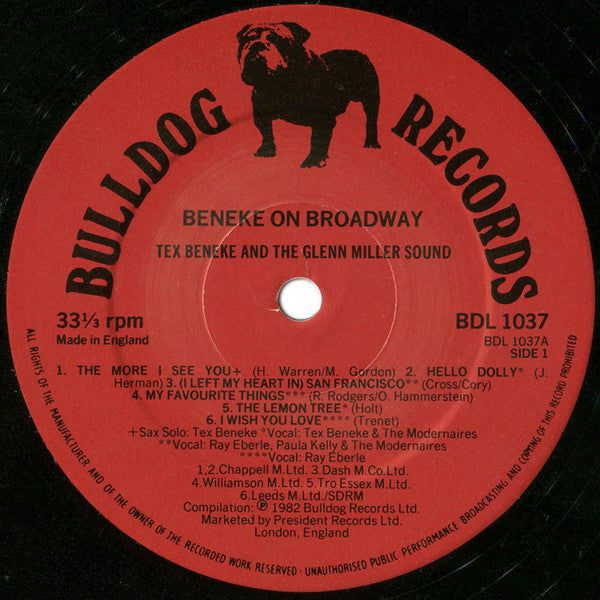 BULLDOG RECORDS
BENEKE ON BROADWAY
TEX BENEKE AND THE GLENN MILLER SOUND
33⅓ rpm
Made in England
BDL 1037
BDL 1037A
SIDE 1
1. THE MORE I SEE YOU+ (H. Warren/M. Gordon) 2. HELLO DOLLY* (J.
Herman) 3. (I LEFT MY HEART IN) SAN FRANCISCO** (Cross/Cory)
4. MY FAVOURITE THINGS*** (R. Rodgers/O. Hammerstein)
5. THE LEMON TREE* (Holt)
6. I WISH YOU LOVE**** (Trenet)
+Sax Solo: Tex Beneke *Vocal: Tex Beneke & The Modernaires
**Vocal: Ray Eberle, Paula Kelly & The Modernaires
****Vocal: Ray Eberle
1,2. Chappell M.Ltd. 3.Dash M.Co.Ltd.
4. Williamson M.Ltd. 5.Tro Essex M.Ltd.
6.Leeds M.Ltd./SDRM
Compilation: ℗ 1982 Bulldog Records Ltd.
Marketed by President Records Ltd.
London, England
ALL RIGHTS OF THE MANUFACTURER AND OF THE OWNER OF THE RECORDED WORK RESERVED - UNAUTHORISED PUBLIC PERFORMANCE BROADCASTING AND COPYING OF THIS RECORD PROHIBITED